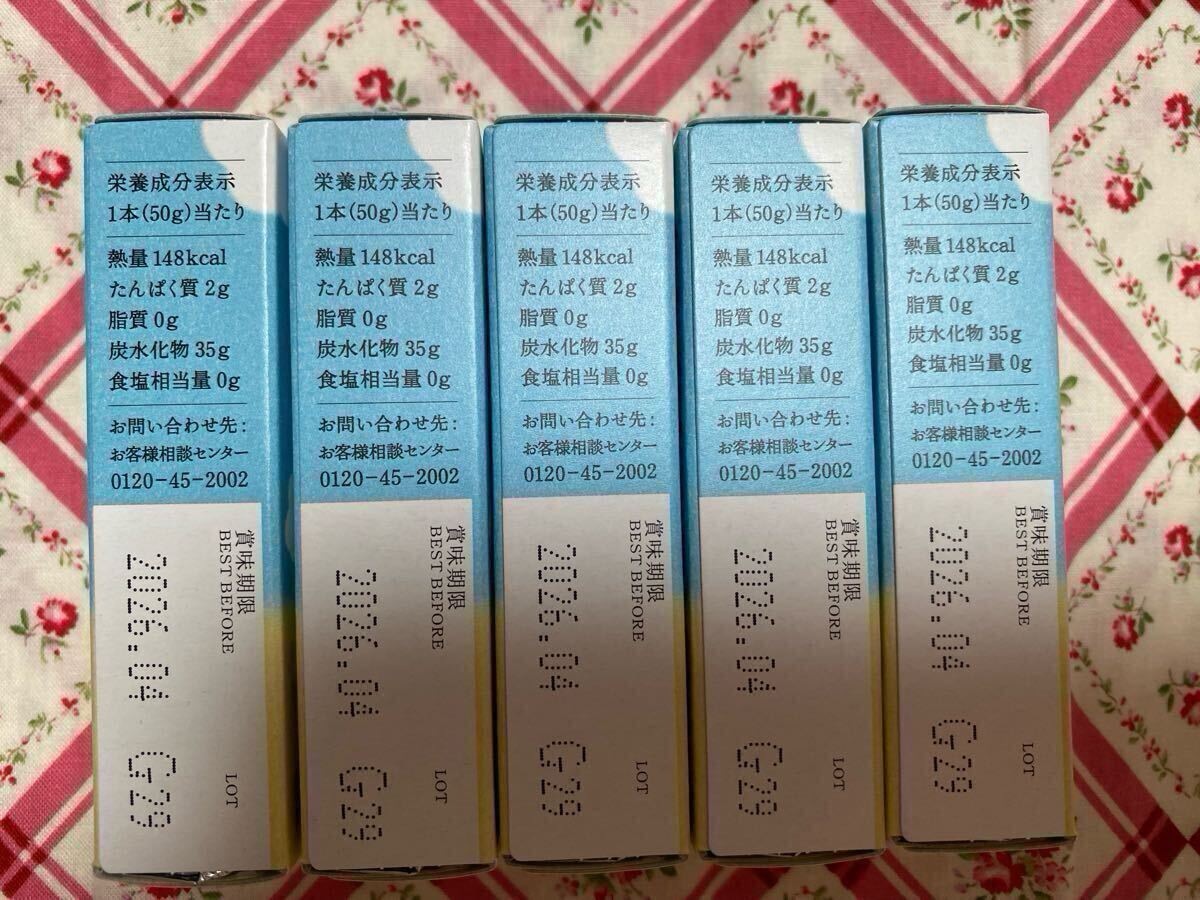 栄養成分表示
1本(50g)当たり
熱量 148kcal
たんぱく質 2g
脂質 0g
炭水化物 35g
食塩相当量 0g
お問い合わせ先:
お客様相談センター
0120-45-2002
賞味期限
BEST BEFORE
2026.04
LOT
G29
栄養成分表示
1本(50g)当たり
熱量 148kcal
たんぱく質 2g
脂質 0g
炭水化物 35g
食塩相当量 0g
お問い合わせ先:
お客様相談センター
0120-45-2002
賞味期限
BEST BEFORE
2026.04
LOT
G29
栄養成分表示
1本(50g)当たり
熱量 148kcal
たんぱく質 2g
脂質 0g
炭水化物 35g
食塩相当量 0g
お問い合わせ先:
お客様相談センター
0120-45-2002
賞味期限
BEST BEFORE
2026.04
LOT
G29
栄養成分表示
1本(50g)当たり
熱量 148kcal
たんぱく質 2g
脂質 0g
炭水化物 35g
食塩相当量 0g
お問い合わせ先:
お客様相談センター
0120-45-2002
賞味期限
BEST BEFORE
2026.04
LOT
G29
栄養成分表示
1本(50g)当たり
熱量 148kcal
たんぱく質 2g
脂質 0g
炭水化物 35g
食塩相当量 0g
お問い合わせ先:
お客様相談センター
0120-45-2002
賞味期限
BEST BEFORE
2026.04
LOT
G29